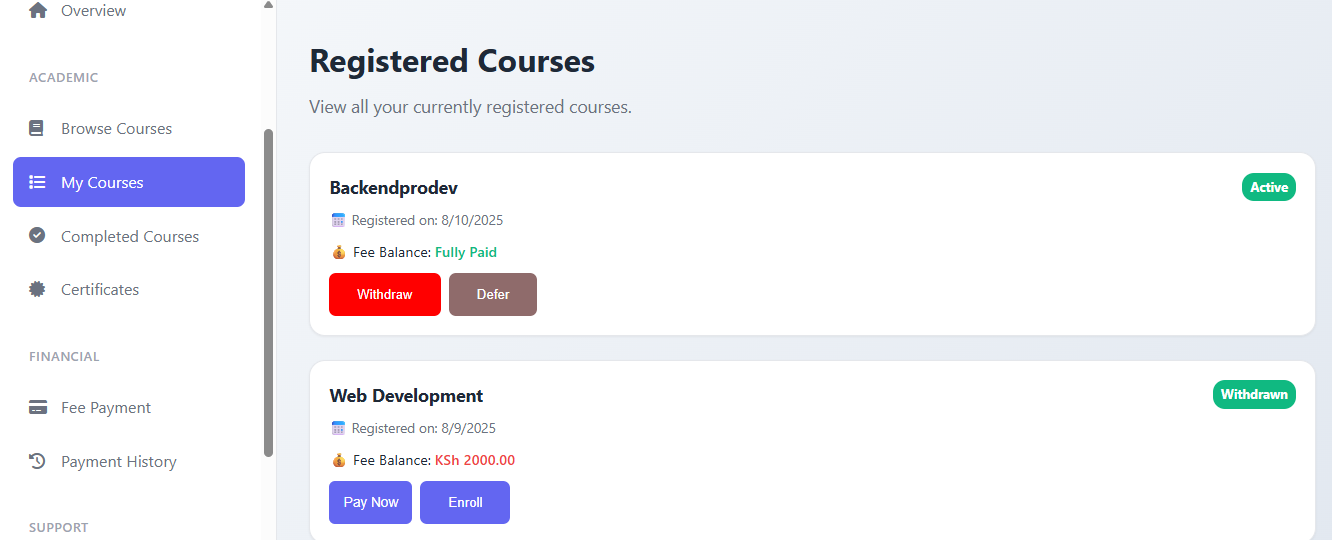 Overview
ACADEMIC
Browse Courses
My Courses
Completed Courses
Certificates
FINANCIAL
Fee Payment
Payment History
SUPPORT
Registered Courses
View all your currently registered courses.
Backendprodev
Active
Registered on: 8/10/2025
Fee Balance: Fully Paid
Withdraw Defer
Web Development
Withdrawn
Registered on: 8/9/2025
Fee Balance: KSh 2000.00
Pay Now Enroll